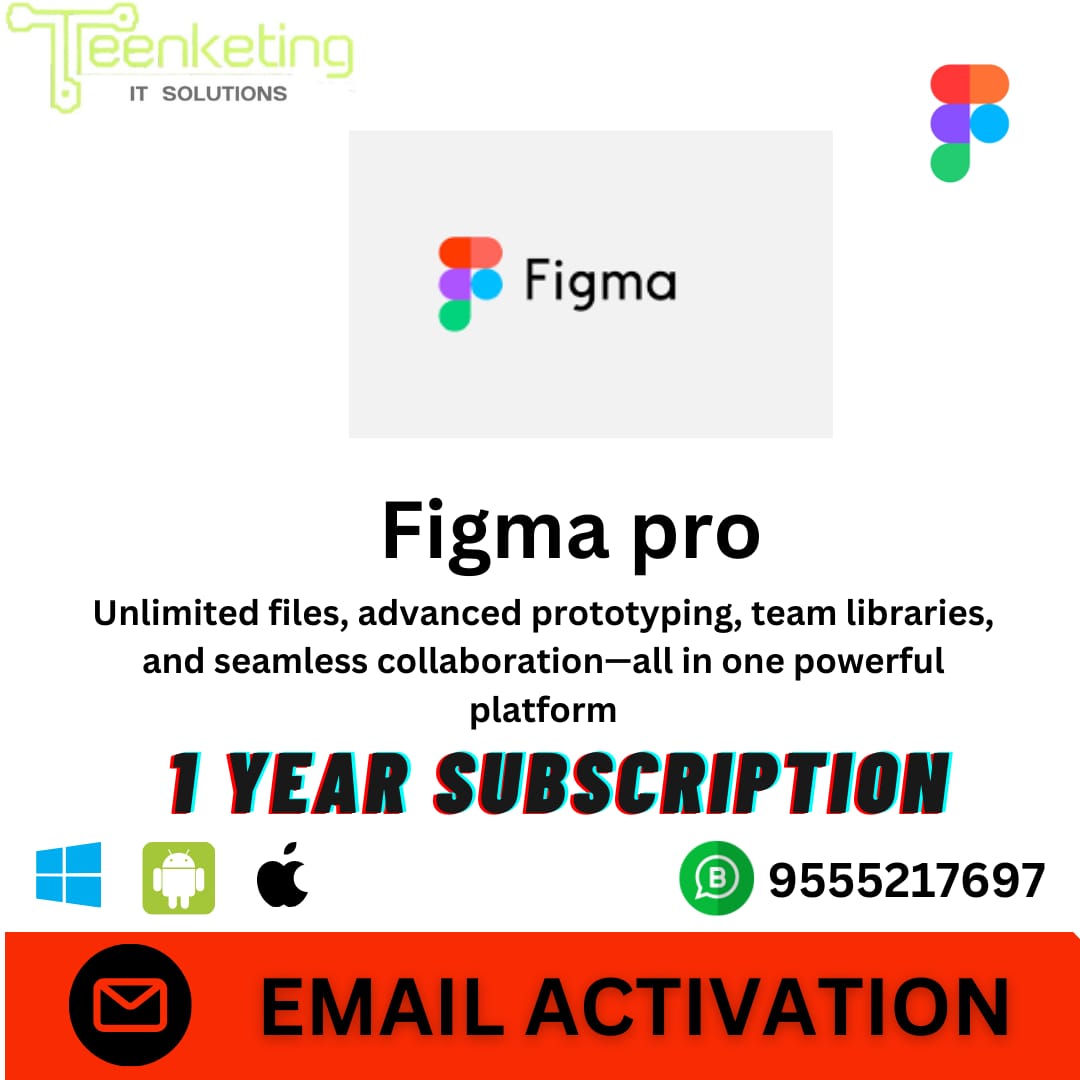 Teenketing
IT SOLUTIONS
Figma
Figma pro
Unlimited files, advanced prototyping, team libraries,
and seamless collaboration—all in one powerful
platform
1 YEAR SUBSCRIPTION
B 9555217697
EMAIL ACTIVATION